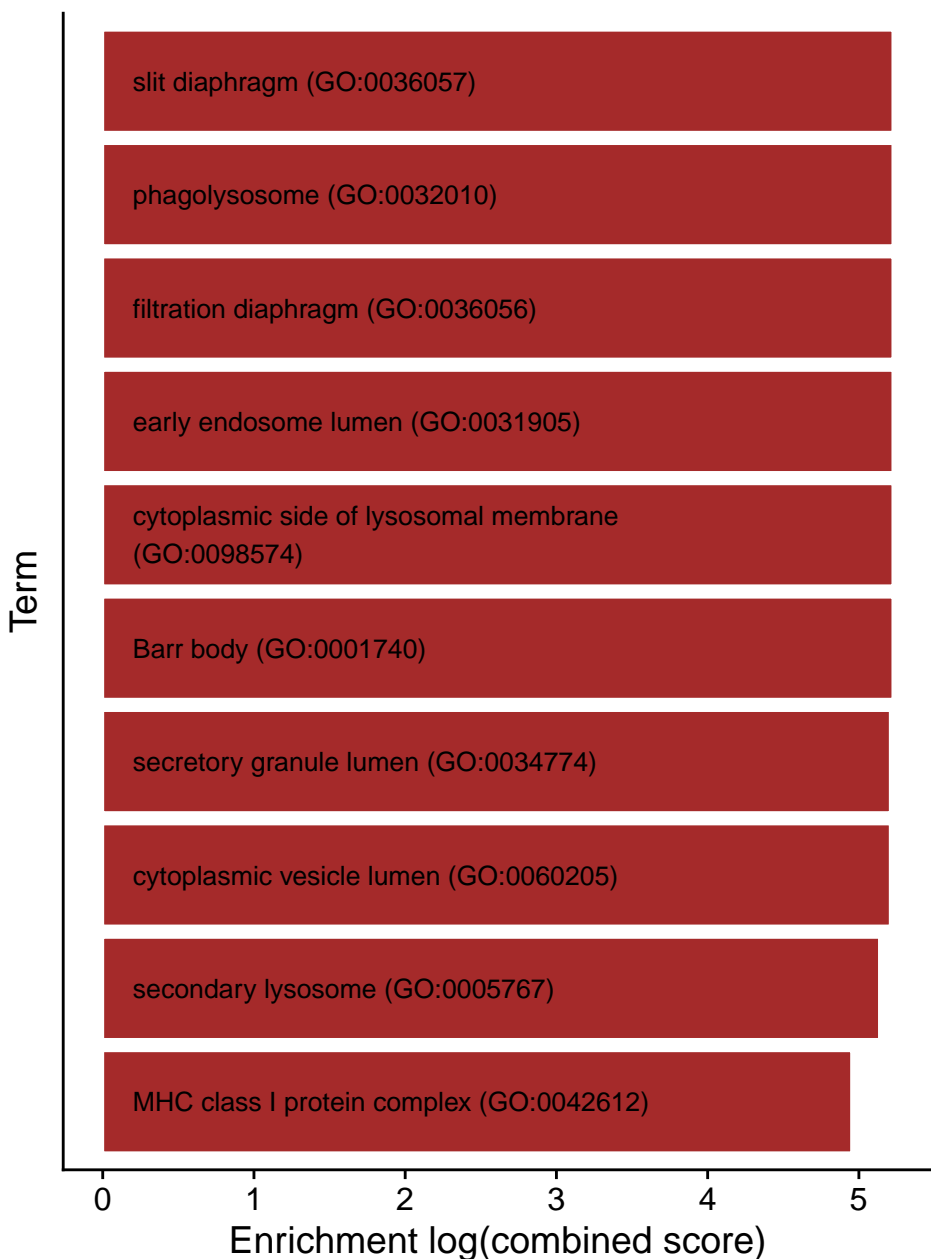 slit diaphragm (GO:0036057)
phagolysosome (GO:0032010)
filtration diaphragm (GO:0036056)
early endosome lumen (GO:0031905)
cytoplasmic side of lysosomal membrane
(GO:0098574)
Barr body (GO:0001740)
secretory granule lumen (GO:0034774)
cytoplasmic vesicle lumen (GO:0060205)
secondary lysosome (GO:0005767)
MHC class I protein complex (GO:0042612)
Term
0 1 2 3 4 5
Enrichment log(combined score)